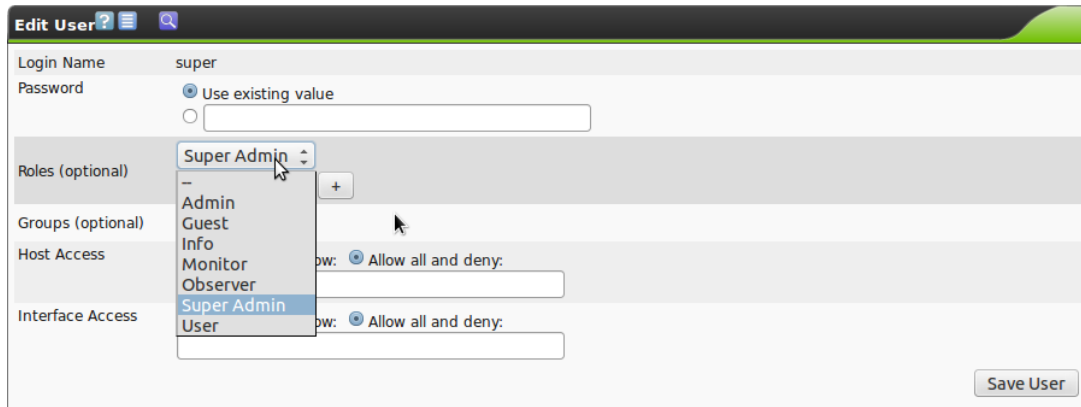 Edit User ?
Login Name super
Password Use existing value
Roles (optional) Super Admin
--
+
Admin
Groups (optional) Guest
Info
Host Access ow: Allow all and deny:
Monitor
Observer
Super Admin
Interface Access ow: Allow all and deny:
User
Save User